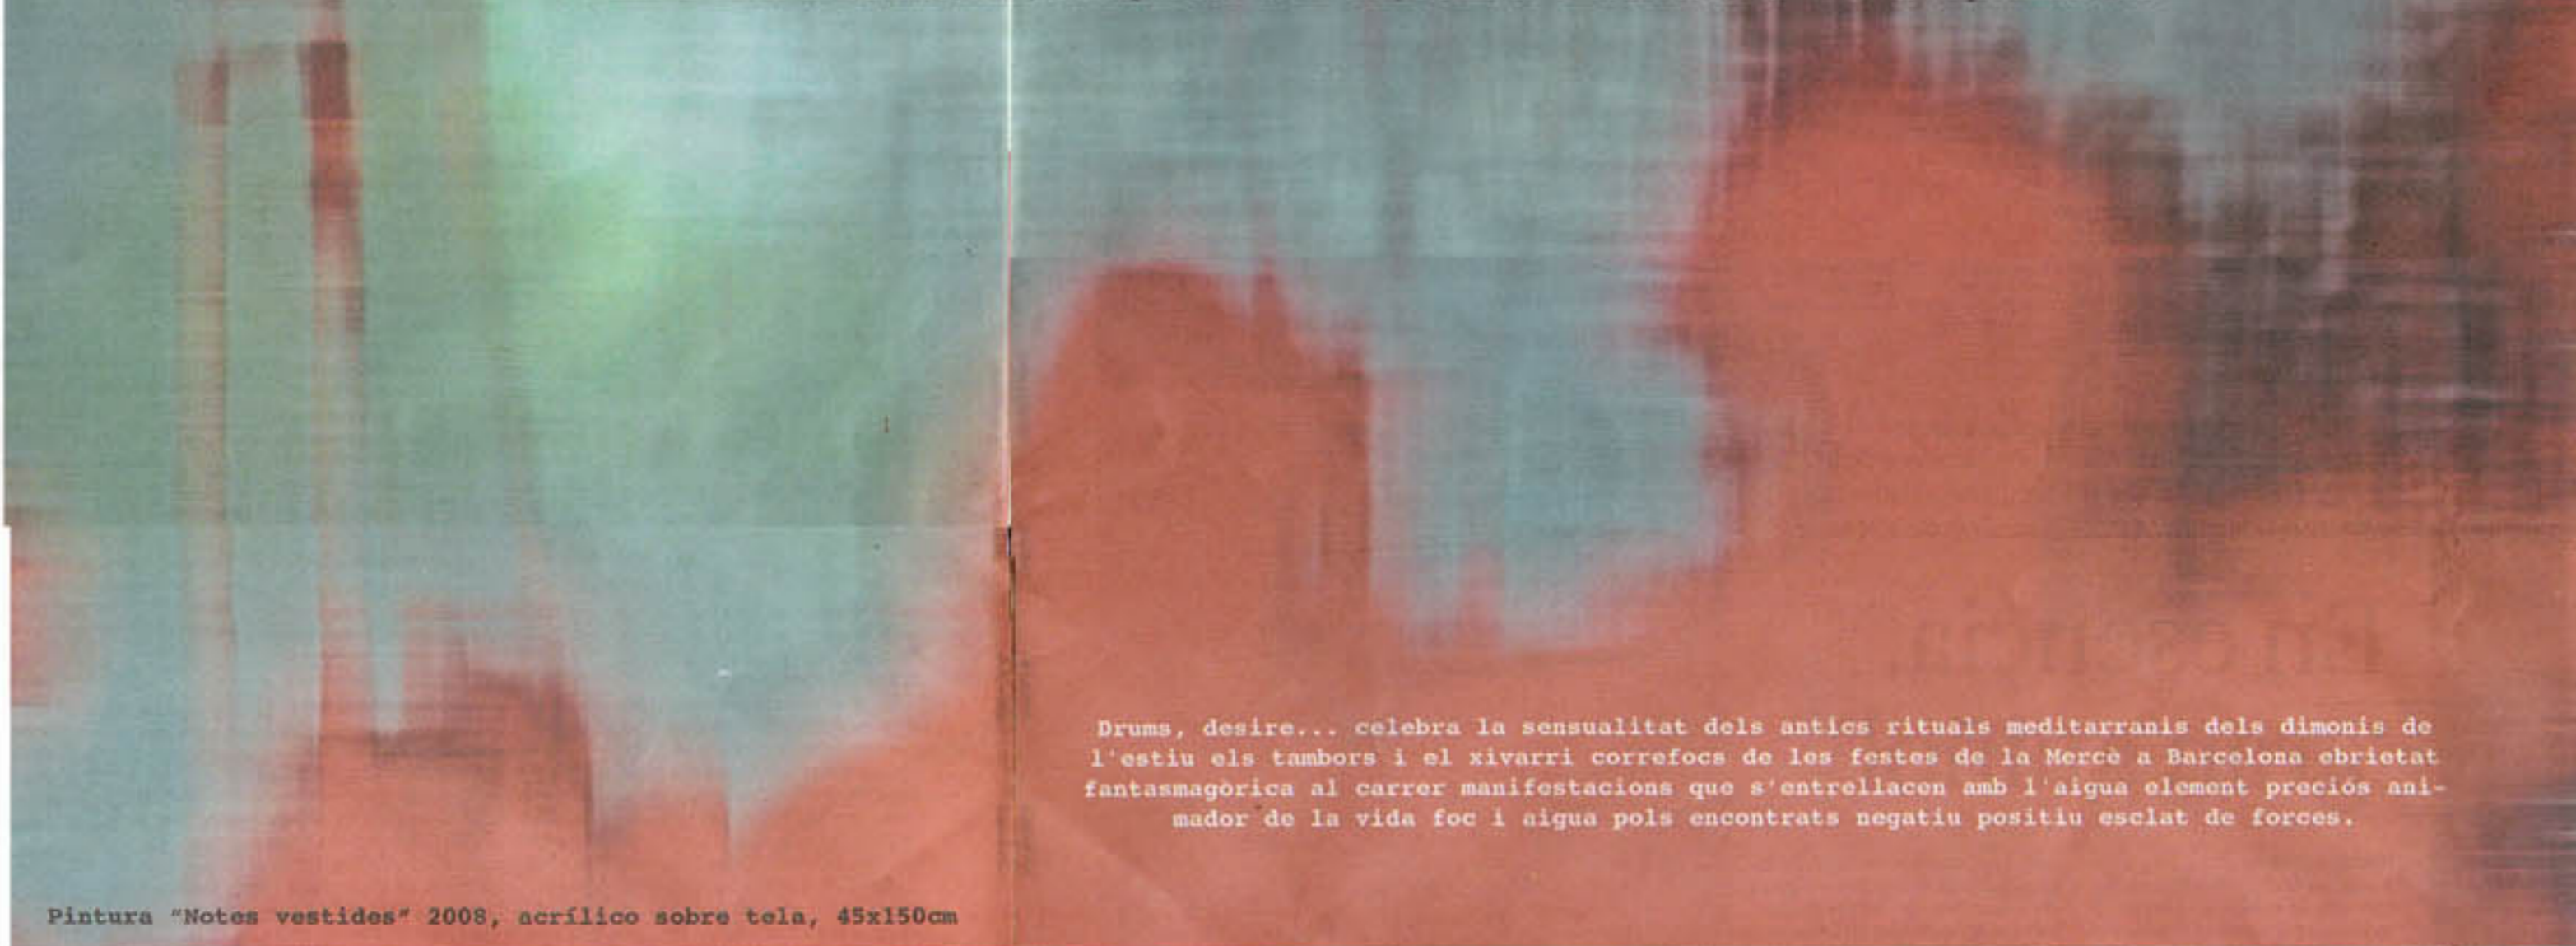 Drums, desire... celebra la sensualitat dels antics rituals meditarranis dels dimonis de
l'estiu els tambors i el xivarri correfocs de les festes de la Mercè a Barcelona ebrietat
fantasmagòrica al carrer manifestacions que s'entrellacen amb l'aigua element preciós ani-
mador de la vida foc i aigua pols encontrats negatiu positiu esclat de forces.
Pintura "Notes vestides" 2008, acrílico sobre tela, 45x150cm